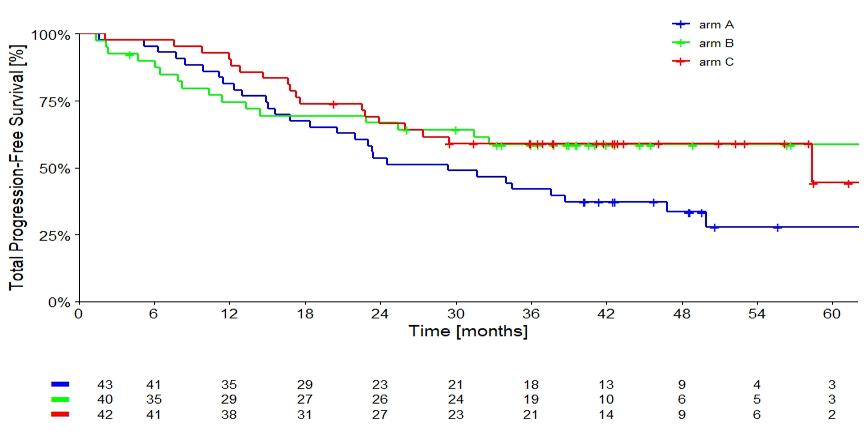 arm A
arm B
arm C
Total Progression-Free Survival [%]
100%
75%
50%
25%
0%
0 6 12 18 24 30 36 42 48 54 60
Time [months]
43 41 35 29 23 21 18 13 9 4 3
40 35 29 27 26 24 19 10 6 5 3
42 41 38 31 27 23 21 14 9 6 2